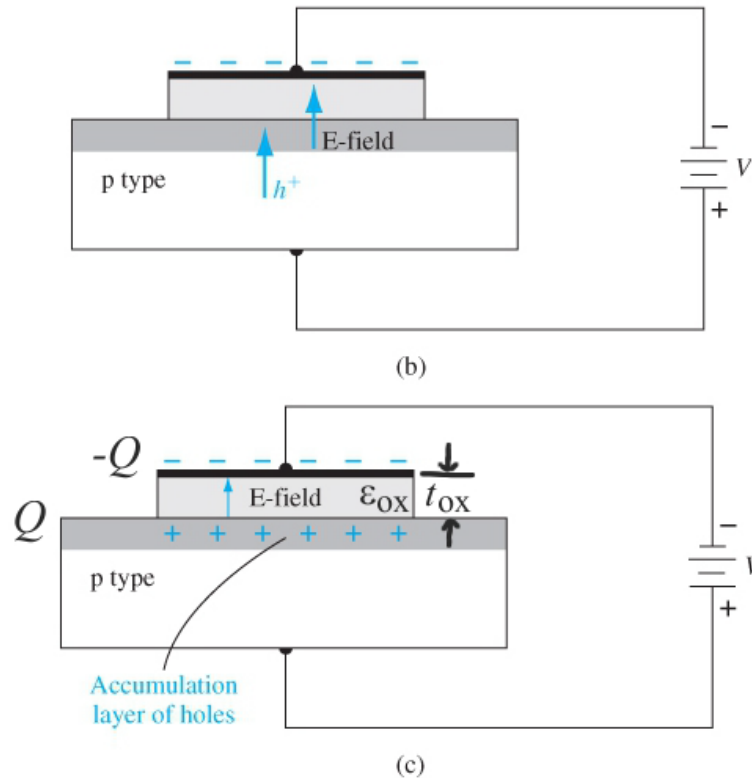 − − − − − −
E-field
p type
h⁺
−
V
+
(b)
-Q
− − − − − −
E-field
εox
tox
Q
+ + + + + +
−
p type
+
Accumulation
layer of holes
(c)